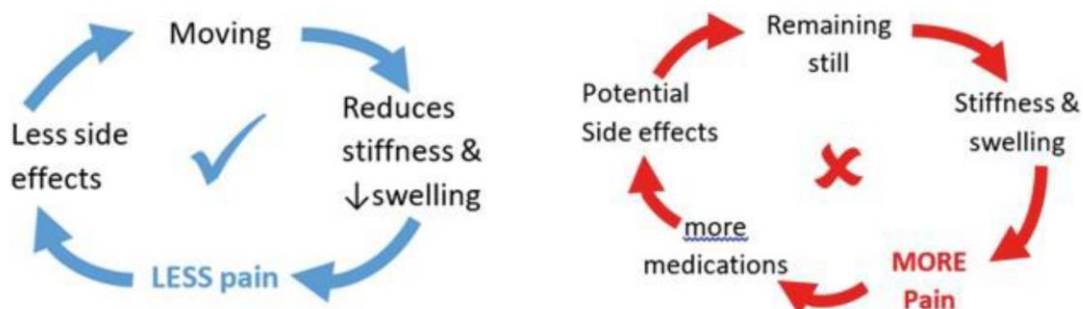 Moving
Reduces
stiffness &
↓swelling
LESS pain
Less side
effects
Remaining
still
Stiffness &
swelling
MORE
Pain
more
medications
Potential
Side effects